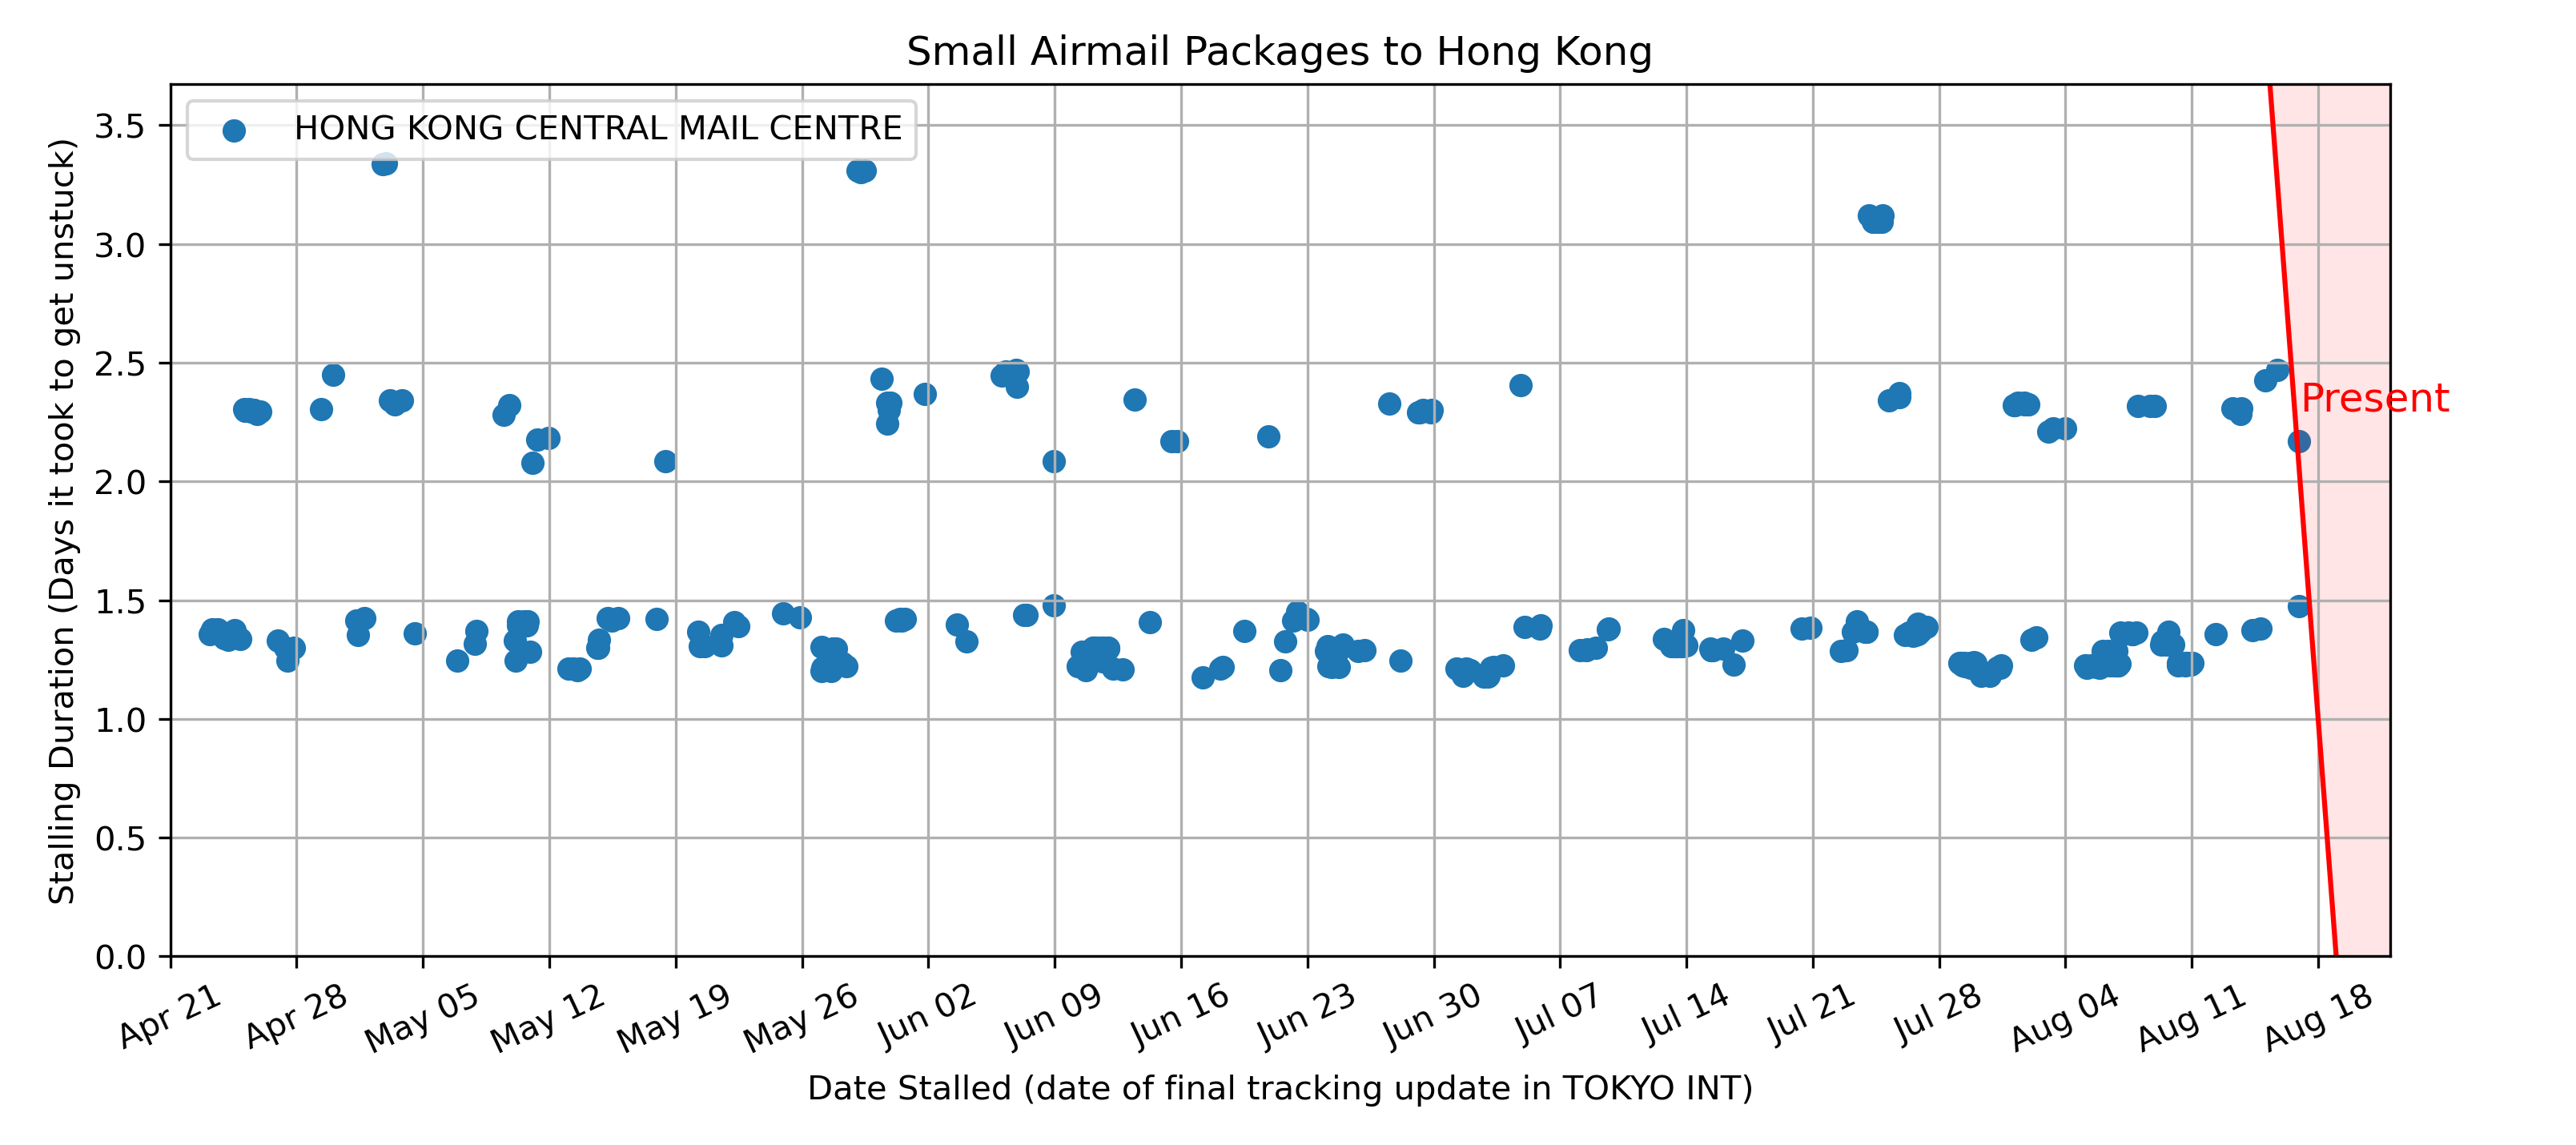 Small Airmail Packages to Hong Kong
HONG KONG CENTRAL MAIL CENTRE
Stalling Duration (Days it took to get unstuck)
3.5
3.0
2.5
2.0
1.5
1.0
0.5
0.0
Present
Apr 21
Apr 28
May 05
May 12
May 19
May 26
Jun 02
Jun 09
Jun 16
Jun 23
Jun 30
Jul 07
Jul 14
Jul 21
Jul 28
Aug 04
Aug 11
Aug 18
Date Stalled (date of final tracking update in TOKYO INT)